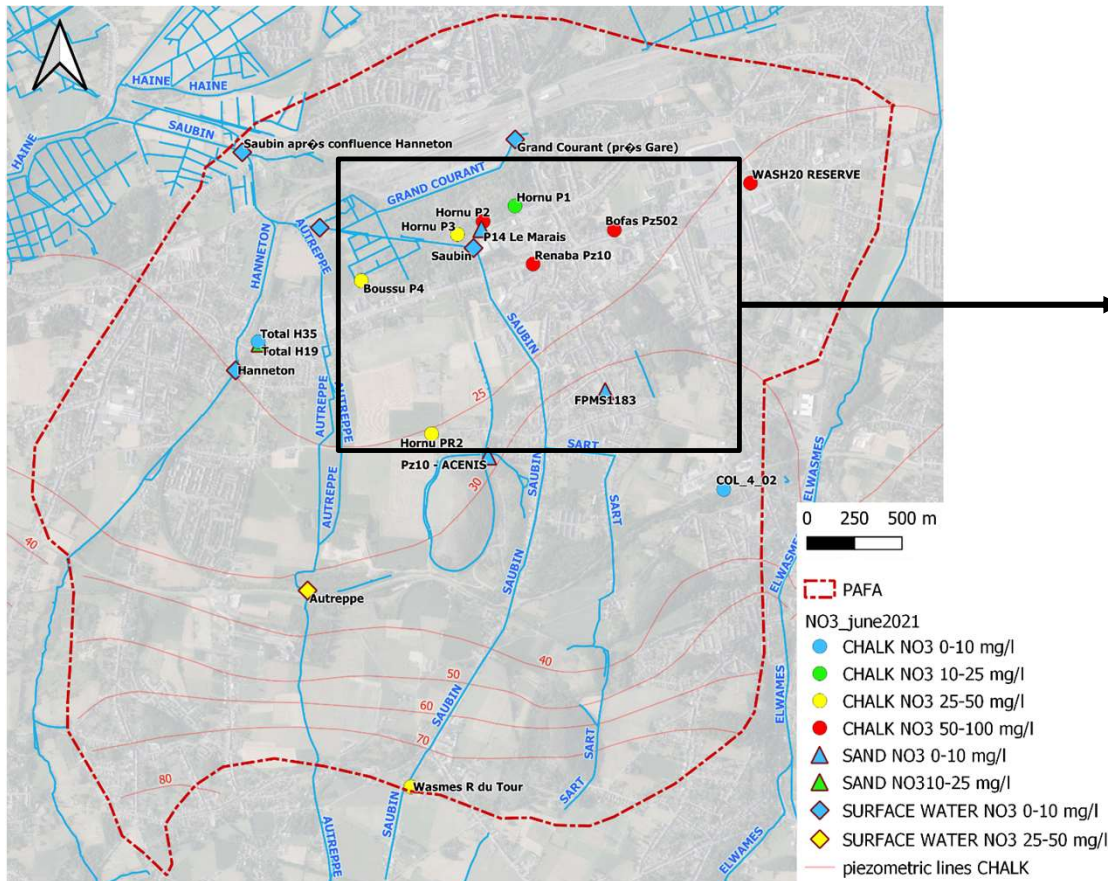 HAINE
HAINE
SAUBIN
HAINE
Saubin apr�s confluence Hanneton
Grand Courant (pr�s Gare)
GRAND COURANT
WASH20 RESERVE
Hornu P1
Hornu P2
Hornu P3
P14 Le Marais
Bofas Pz502
Saubin
Renaba Pz10
HANNETON
AUTREPPE
Boussu P4
SAUBIN
Total H35
Total H19
Hanneton
25
FPMS1183
AUTREPPE
AUTREPPE
Hornu PR2
SART
Pz10 - ACENIS
SAUBIN
30
COL_4_02
ELWASMES
SART
AUTREPPE
40
ELWASMES
Autreppe
SAUBIN
40
50
60
70
SAUBIN
SART
ELWAMES
80
Wasmes R du Tour
SAUBIN
SART
ELWAMES
0 250 500 m
PAFA
NO3_june2021
CHALK NO3 0-10 mg/l
CHALK NO3 10-25 mg/l
CHALK NO3 25-50 mg/l
CHALK NO3 50-100 mg/l
SAND NO3 0-10 mg/l
SAND NO310-25 mg/l
SURFACE WATER NO3 0-10 mg/l
SURFACE WATER NO3 25-50 mg/l
piezometric lines CHALK